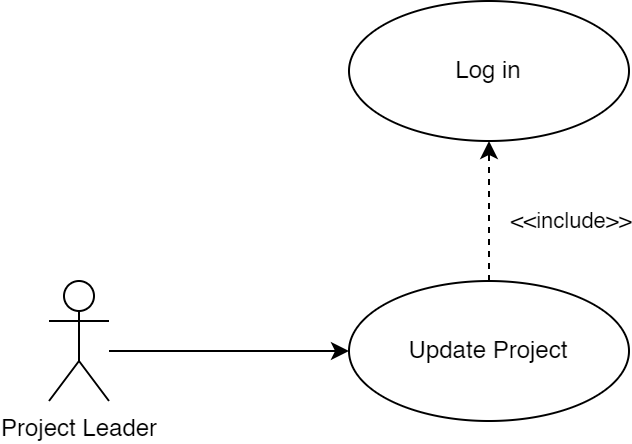 Log in
<<include>>
Update Project
Project Leader